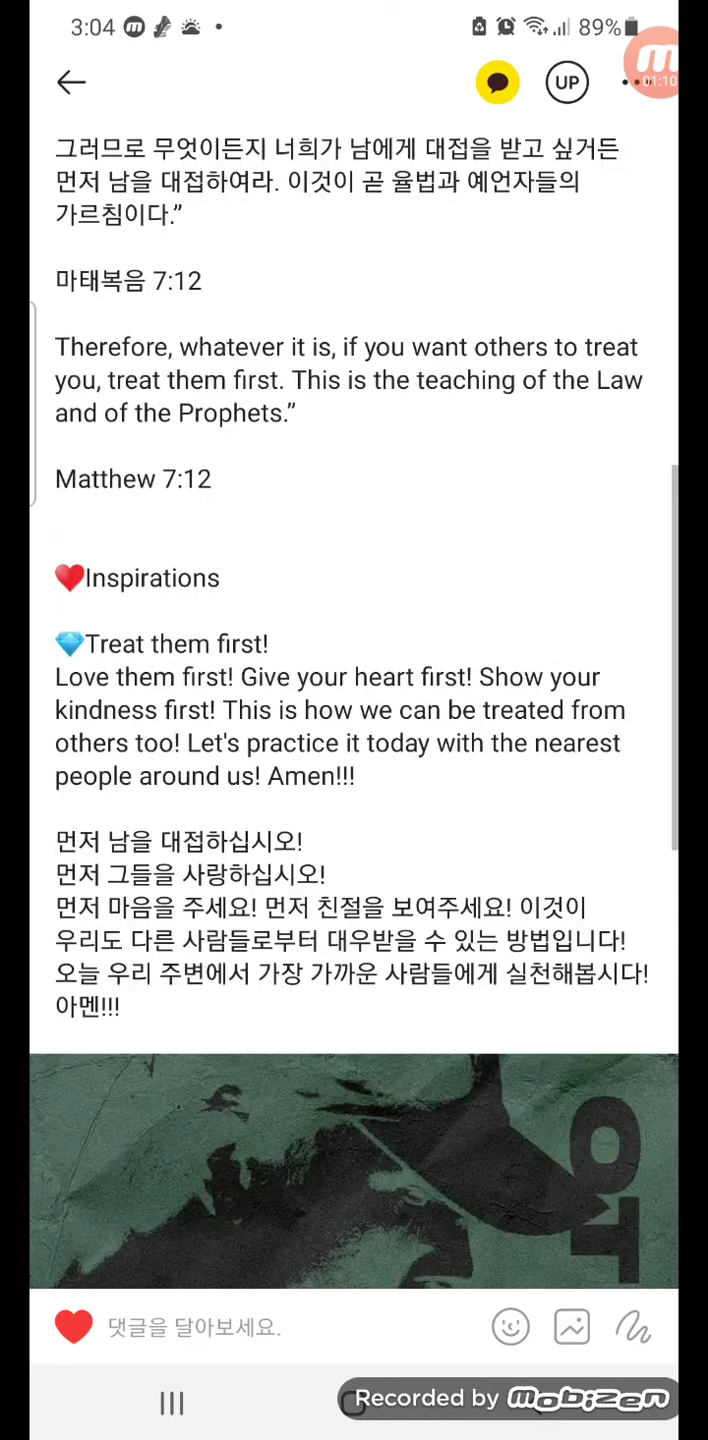 3:04
89%
UP
01:10
그러므로 무엇이든지 너희가 남에게 대접을 받고 싶거든
먼저 남을 대접하여라. 이것이 곧 율법과 예언자들의
가르침이다.”
마태복음 7:12
Therefore, whatever it is, if you want others to treat
you, treat them first. This is the teaching of the Law
and of the Prophets.”
Matthew 7:12
❤️Inspirations
💎Treat them first!
Love them first! Give your heart first! Show your
kindness first! This is how we can be treated from
others too! Let's practice it today with the nearest
people around us! Amen!!!
먼저 남을 대접하십시오!
먼저 그들을 사랑하십시오!
먼저 마음을 주세요! 먼저 친절을 보여주세요! 이것이
우리도 다른 사람들로부터 대우받을 수 있는 방법입니다!
오늘 우리 주변에서 가장 가까운 사람들에게 실천해봅시다!
아멘!!!
댓글을 달아보세요.
Recorded by mobizen